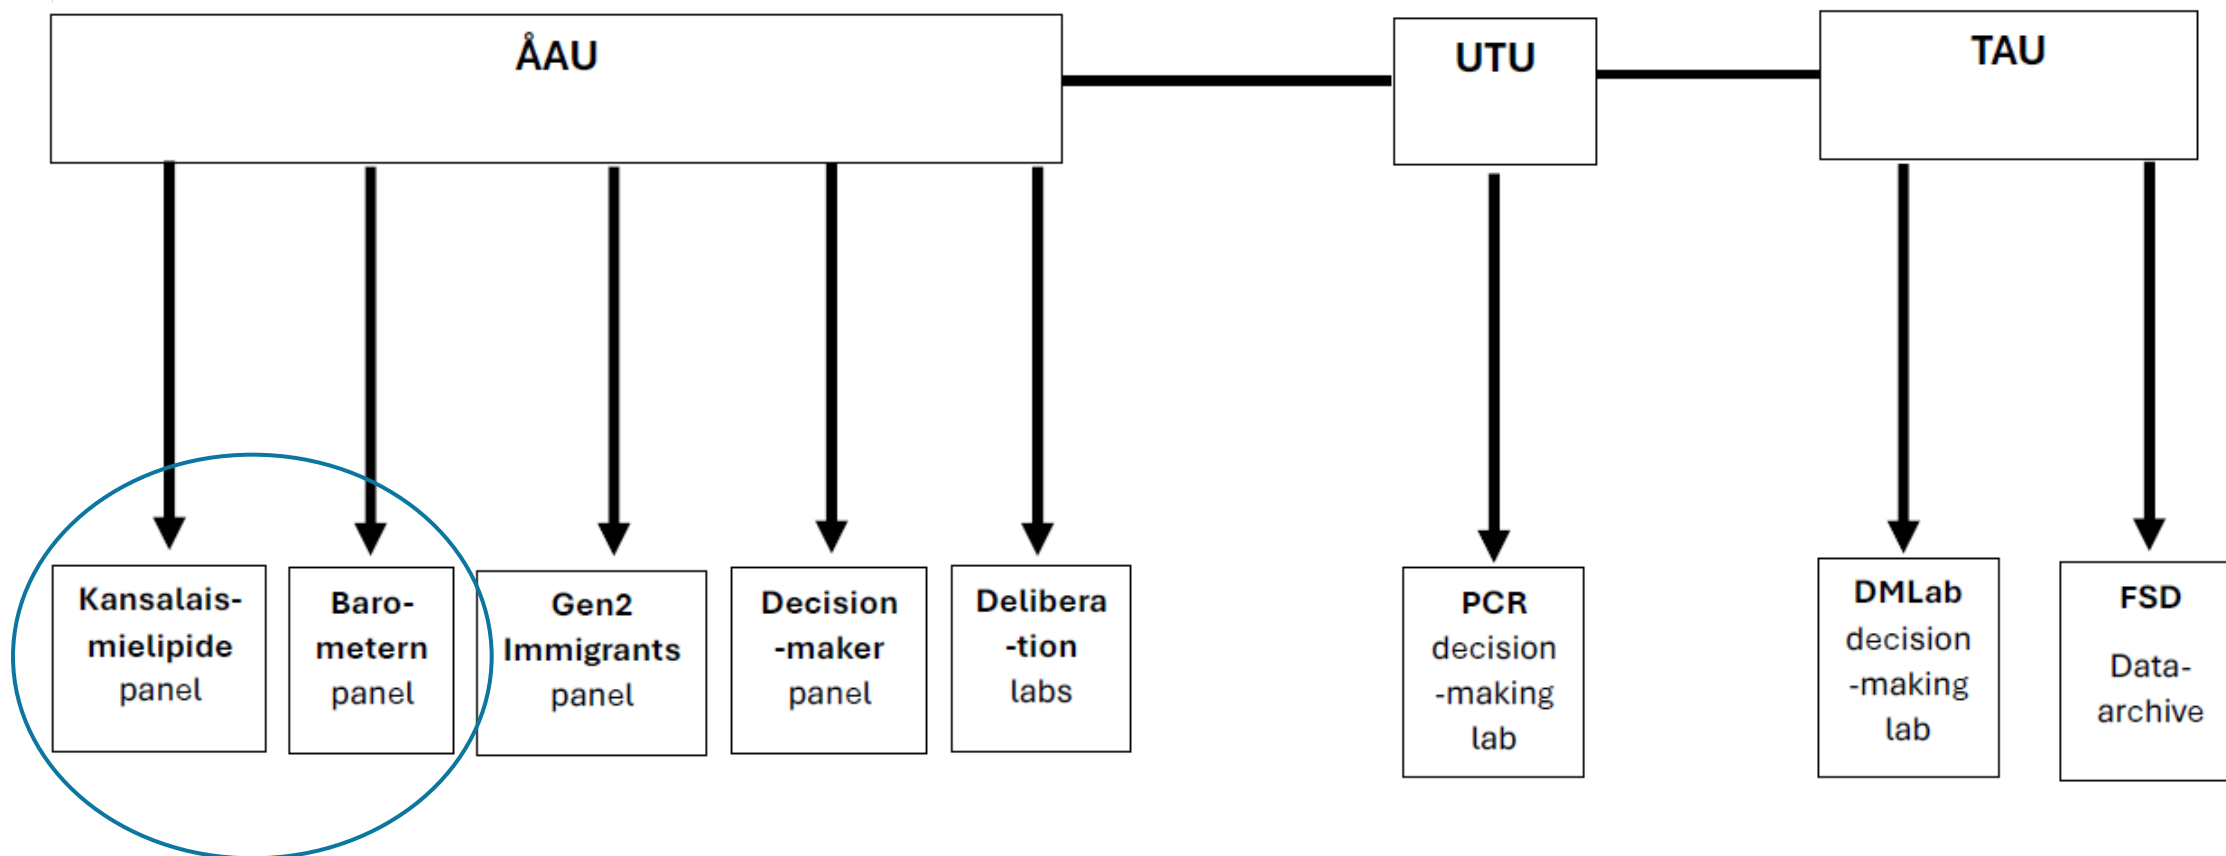 ÅAU
UTU
TAU
Kansalais-
mielipide
panel
Baro-
metern
panel
Gen2
Immigrants
panel
Decision
-maker
panel
Delibera
-tion
labs
PCR
decision
-making
lab
DMLab
decision
-making
lab
FSD
Data-
archive